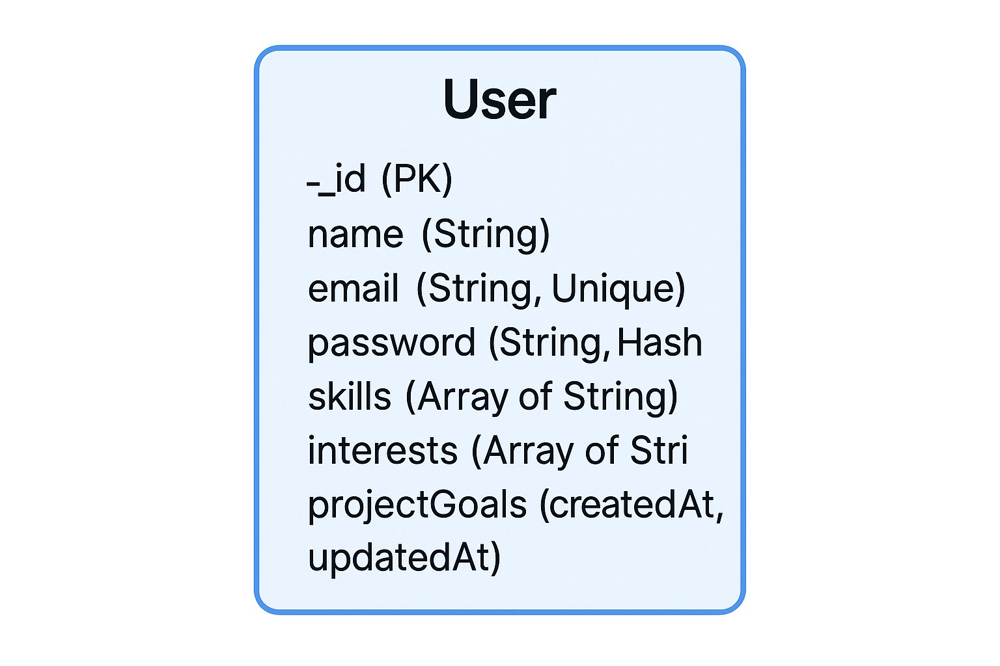 User
-_id (PK)
name (String)
email (String, Unique)
password (String, Hash
skills (Array of String)
interests (Array of Stri
projectGoals (createdAt,
updatedAt)